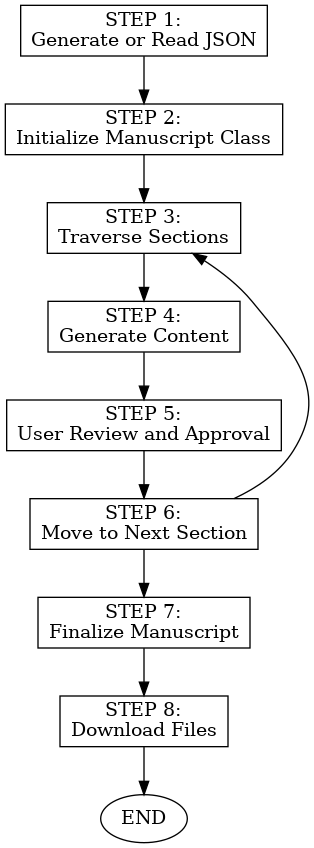 STEP 1:
Generate or Read JSON
STEP 2:
Initialize Manuscript Class
STEP 3:
Traverse Sections
STEP 4:
Generate Content
STEP 5:
User Review and Approval
STEP 6:
Move to Next Section
STEP 7:
Finalize Manuscript
STEP 8:
Download Files
END